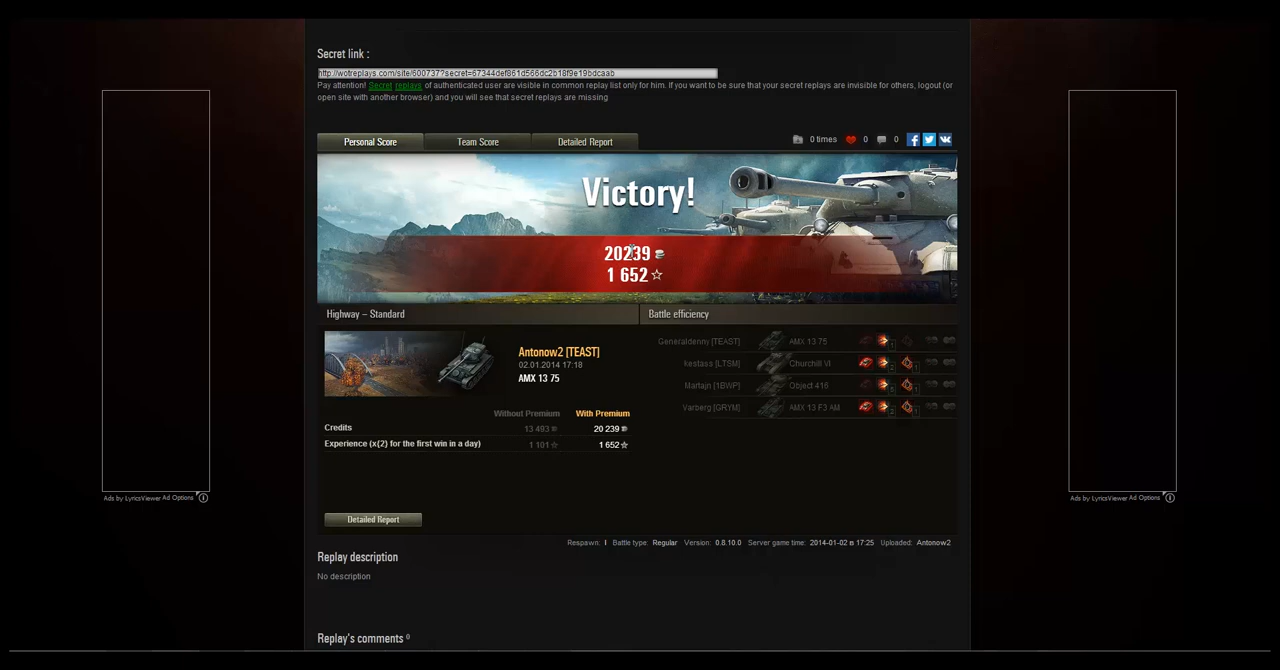 Secret link :
http://wotreplays.com/site/600737?secret=67344def861d566dc2b18f9e19bdcaab
Pay attention! Secret replays of authenticated user are visible in common replay list only for him. If you want to be sure that your secret replays are invisible for others, logout (or
open site with another browser) and you will see that secret replays are missing
Personal Score Team Score Detailed Report 0 times 0 0
Victory!
20239
1 652
Highway – Standard Battle efficiency
Antonow2 [TEAST]
02.01.2014 17:18
AMX 13 75
Generaldenny [TEAST] AMX 13 75
kestass [LTSM] Churchill VI
Martajn [1BWP] Object 416
Varberg [GRYM] AMX 13 F3 AM
Without Premium With Premium
Credits 13 493 20 239
Experience (x(2) for the first win in a day) 1 101 1 652
Detailed Report
Respawn: I Battle type: Regular Version: 0.8.10.0 Server game time: 2014-01-02 в 17:25 Uploaded: Antonow2
Replay description
No description
Replay's comments 0
Ads by LyricsViewer Ad Options
Ads by LyricsViewer Ad Options